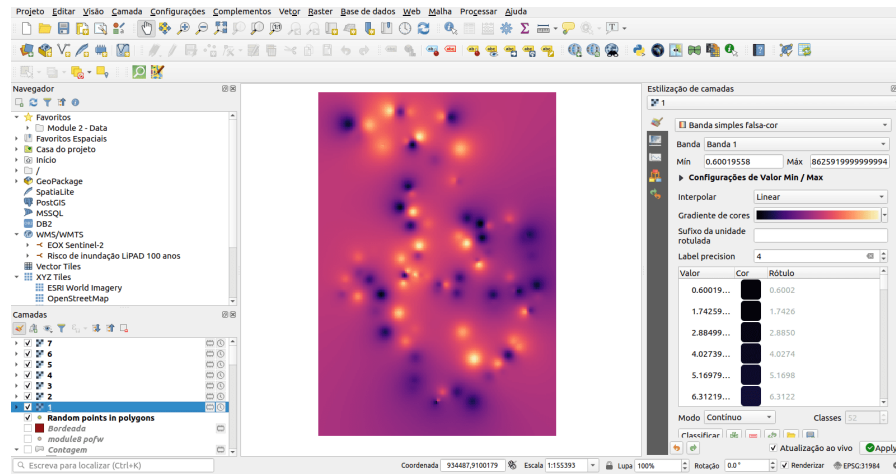 Projeto Editar Visão Camada Configurações Complementos Vetor Raster Base de dados Web Malha Processar Ajuda
Navegador
Favoritos
Module 2 - Data
Favoritos Espaciais
Casa do projeto
Início
/
GeoPackage
SpatiaLite
PostGIS
MSSQL
DB2
WMS/WMTS
EOX Sentinel-2
Risco de inundação LiPAD 100 anos
Vector Tiles
XYZ Tiles
ESRI World Imagery
OpenStreetMap
Camadas
7
6
5
4
3
2
1
Random points in polygons
Bordeada
module8 pofw
Contagem
Estilização de camadas
1
Banda simples falsa-cor
Banda Banda 1
Mín 0.60019558 Máx 8625919999999994
Configurações de Valor Min / Max
Interpolar Linear
Gradiente de cores
Sufixo da unidade
rotulada
Label precision 4
Valor Cor Rótulo
0.60019... 0.6002
1.74259... 1.7426
2.88499... 2.8850
4.02739... 4.0274
5.16979... 5.1698
6.31219... 6.3122
Modo Contínuo Classes 52
Classificar
Atualização ao vivo Apply
Escreva para localizar (Ctrl+K) Coordenada 934487,9100179 Escala 1:155393 Lupa 100% Rotação 0.0° Renderizar EPSG:31984